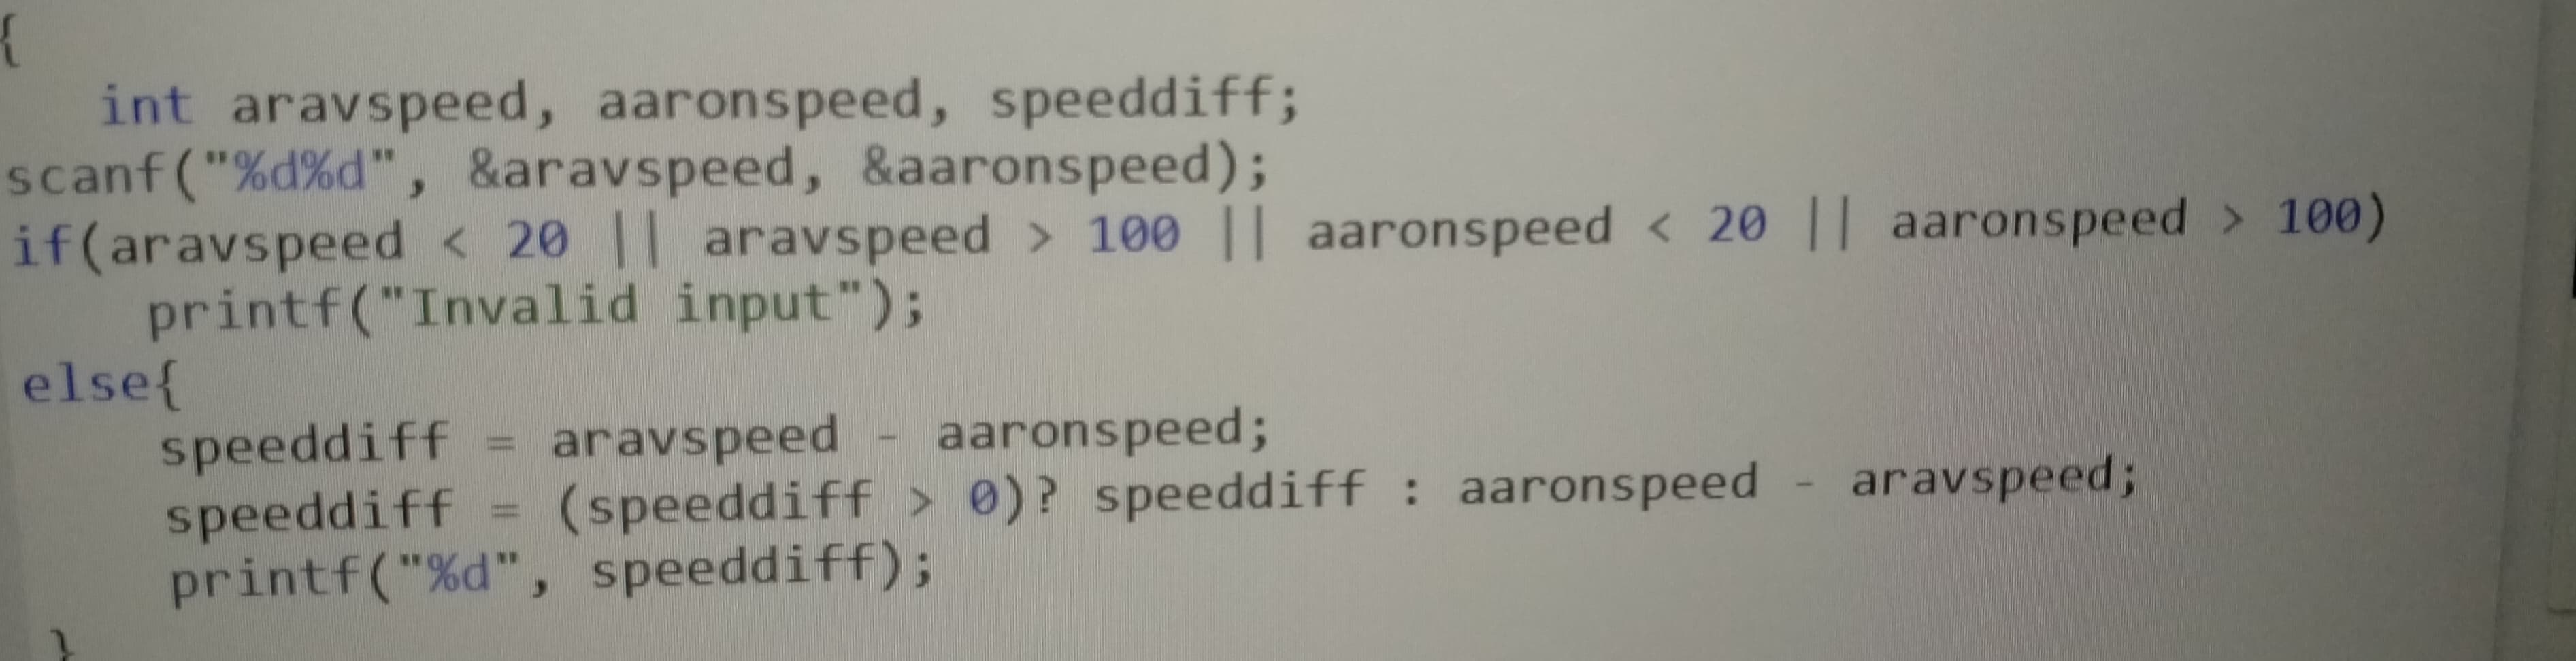 {
int aravspeed, aaronspeed, speeddiff;
scanf("%d%d", &aravspeed, &aaronspeed);
if(aravspeed < 20 || aravspeed > 100 || aaronspeed < 20 || aaronspeed > 100)
printf("Invalid input");
else{
speeddiff = aravspeed - aaronspeed;
speeddiff = (speeddiff > 0)? speeddiff : aaronspeed - aravspeed;
printf("%d", speeddiff);
}